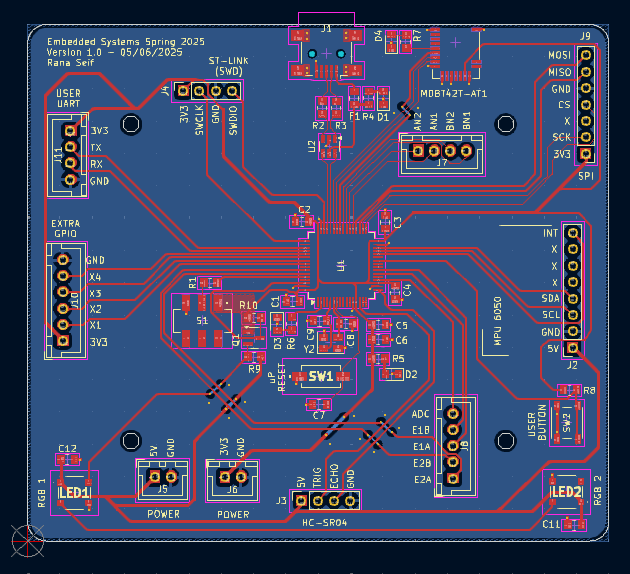 Embedded Systems Spring 2025
Version 1.0 - 05/06/2025
Rana Seif
ST-LINK
(SWD)
J4
3V3
SWCLK
GND
SWDIO
J1
D4
R7
MDBT42T-AT1
J9
MOSI
MISO
GND
CS
X
SCK
3V3
SPI
USER
UART
J11
3V3
TX
RX
GND
R2
R3
F1
R4
D1
U2
AN2
AN1
BN2
BN1
J7
EXTRA
GPIO
J10
GND
X4
X3
X2
X1
3V3
C2
C3
U1
C4
R1
S1
R10
Q1
R9
C1
D3
R6
C9
Y2
C8
C5
C6
R5
D2
uP
RESET
SW1
C7
MPU 6050
INT
X
X
X
SDA
SCL
GND
5V
J2
R8
USER
BUTTON
SW2
ADC
E1B
E1A
E2B
E2A
J8
C12
RGB 1
LED1
5V
GND
J5
POWER
3V3
GND
J6
POWER
J3
5V
TRIG
ECHO
GND
HC-SR04
LED2
RGB 2
C11